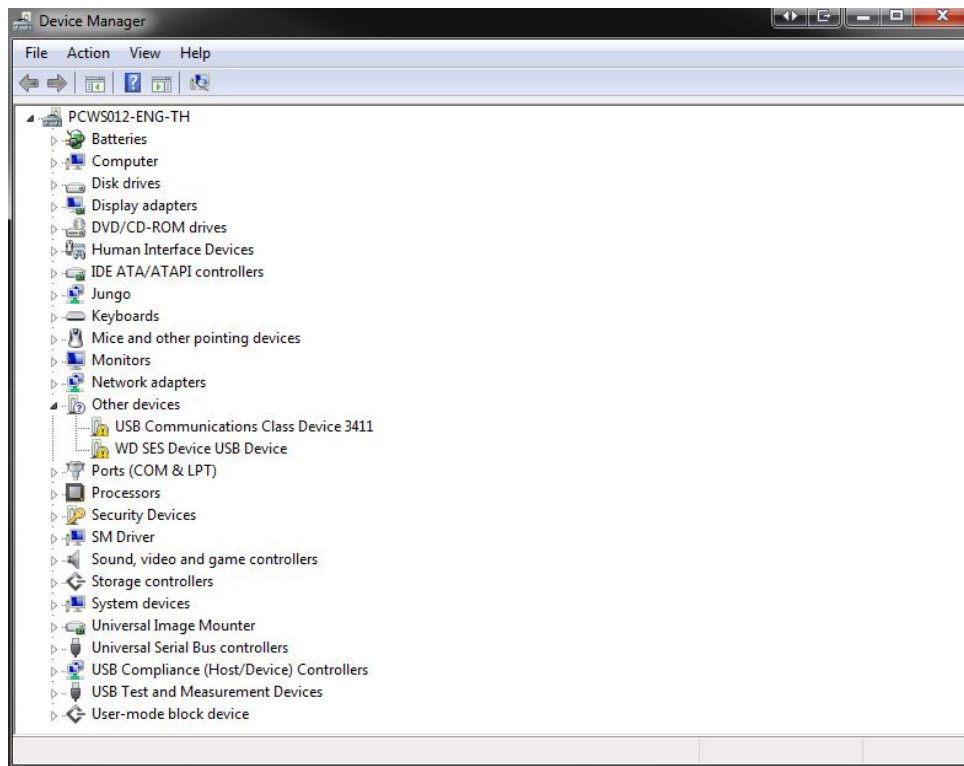 Device Manager
File Action View Help
PCWS012-ENG-TH
Batteries
Computer
Disk drives
Display adapters
DVD/CD-ROM drives
Human Interface Devices
IDE ATA/ATAPI controllers
Jungo
Keyboards
Mice and other pointing devices
Monitors
Network adapters
Other devices
USB Communications Class Device 3411
WD SES Device USB Device
Ports (COM & LPT)
Processors
Security Devices
SM Driver
Sound, video and game controllers
Storage controllers
System devices
Universal Image Mounter
Universal Serial Bus controllers
USB Compliance (Host/Device) Controllers
USB Test and Measurement Devices
User-mode block device